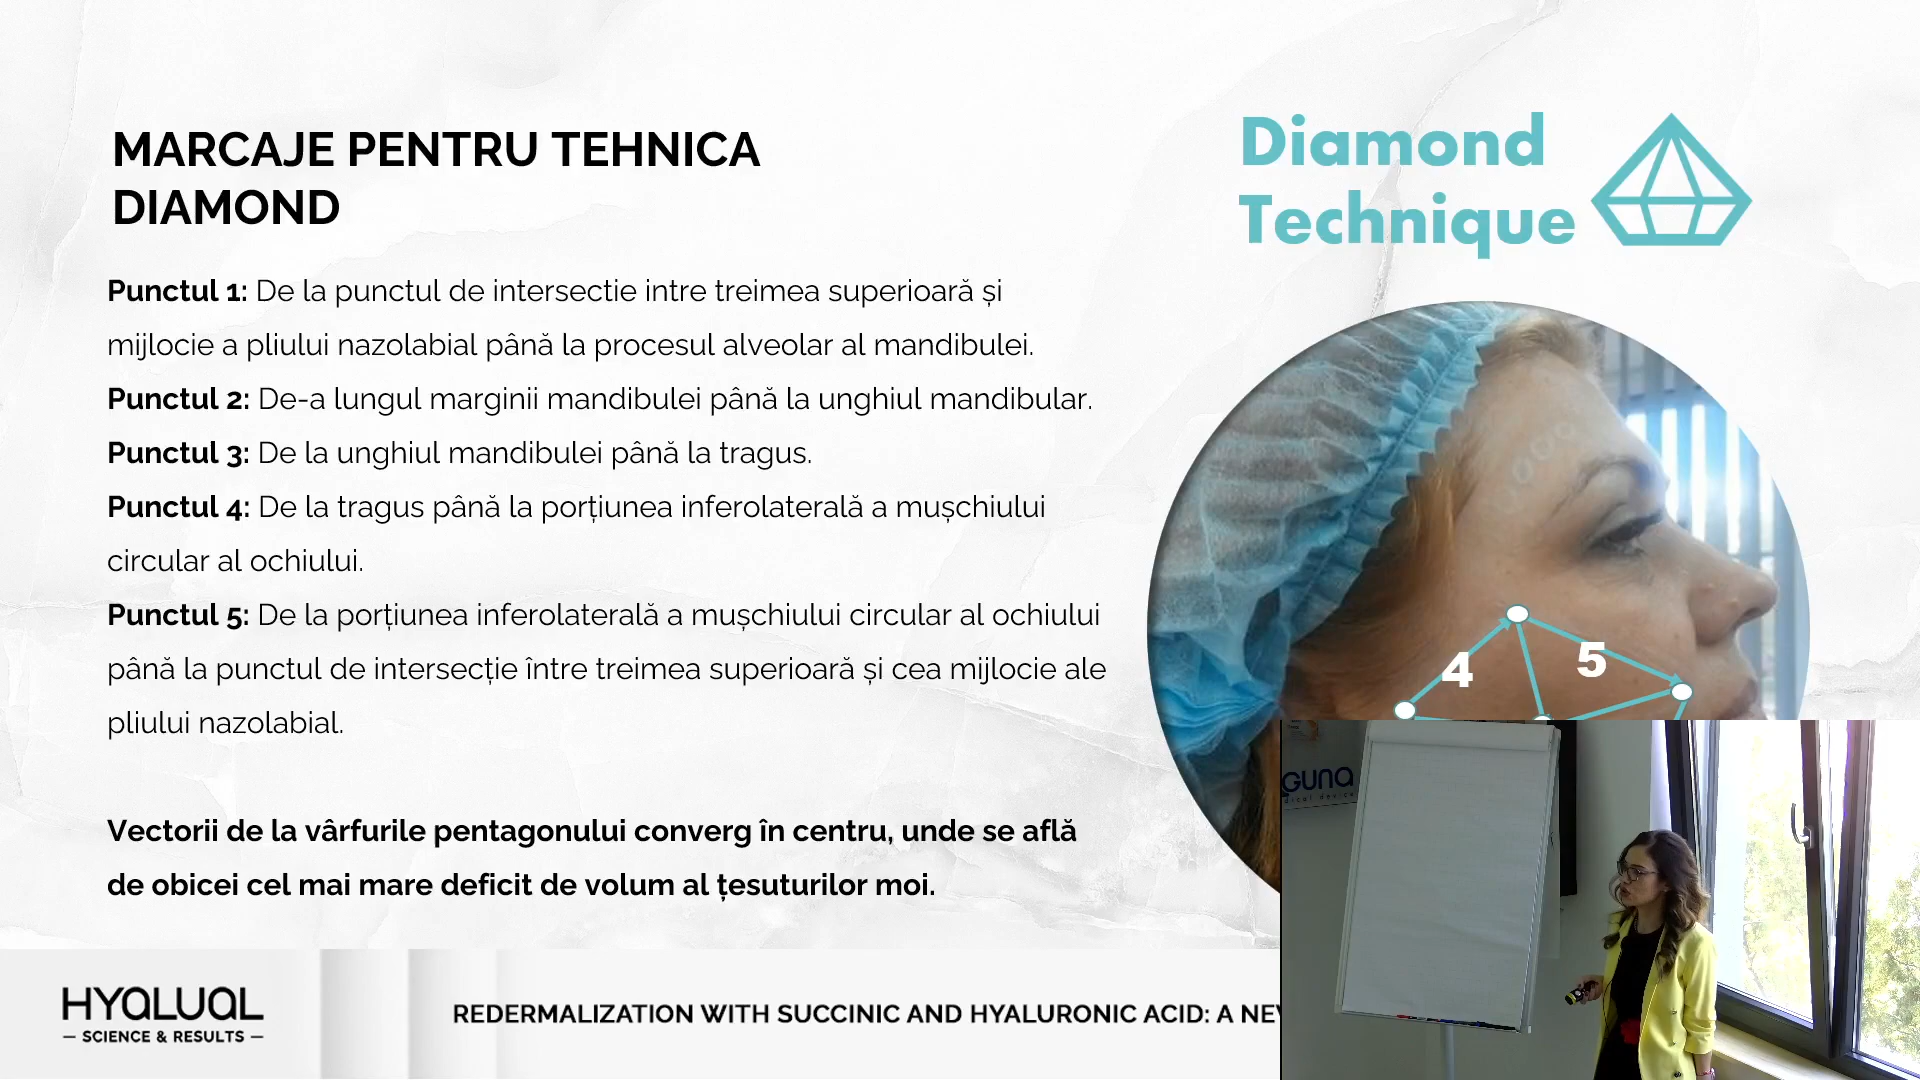 MARCAJE PENTRU TEHNICA
DIAMOND
Diamond
Technique
Punctul 1: De la punctul de intersectie intre treimea superioară și
mijlocie a pliului nazolabial până la procesul alveolar al mandibulei.
Punctul 2: De-a lungul marginii mandibulei până la unghiul mandibular.
Punctul 3: De la unghiul mandibulei până la tragus.
Punctul 4: De la tragus până la porțiunea inferolaterală a mușchiului
circular al ochiului.
Punctul 5: De la porțiunea inferolaterală a mușchiului circular al ochiului
până la punctul de intersecție între treimea superioară și cea mijlocie ale
pliului nazolabial.
Vectorii de la vârfurile pentagonului converg în centru, unde se află
de obicei cel mai mare deficit de volum al țesuturilor moi.
4
5
GUNA
HYALUAL
— SCIENCE & RESULTS —
REDERMALIZATION WITH SUCCINIC AND HYALURONIC ACID: A